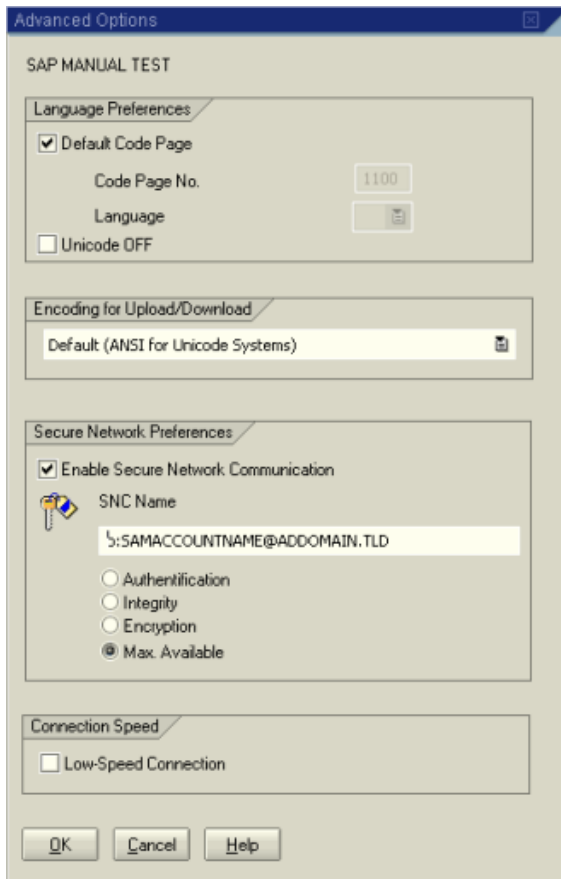 Advanced Options
SAP MANUAL TEST
Language Preferences
Default Code Page
Code Page No. 1100
Language
Unicode OFF
Encoding for Upload/Download
Default (ANSI for Unicode Systems)
Secure Network Preferences
Enable Secure Network Communication
SNC Name
:SAMACCOUNTNAME@ADDOMAIN.TLD
Authentification
Integrity
Encryption
Max. Available
Connection Speed
Low-Speed Connection
OK Cancel Help